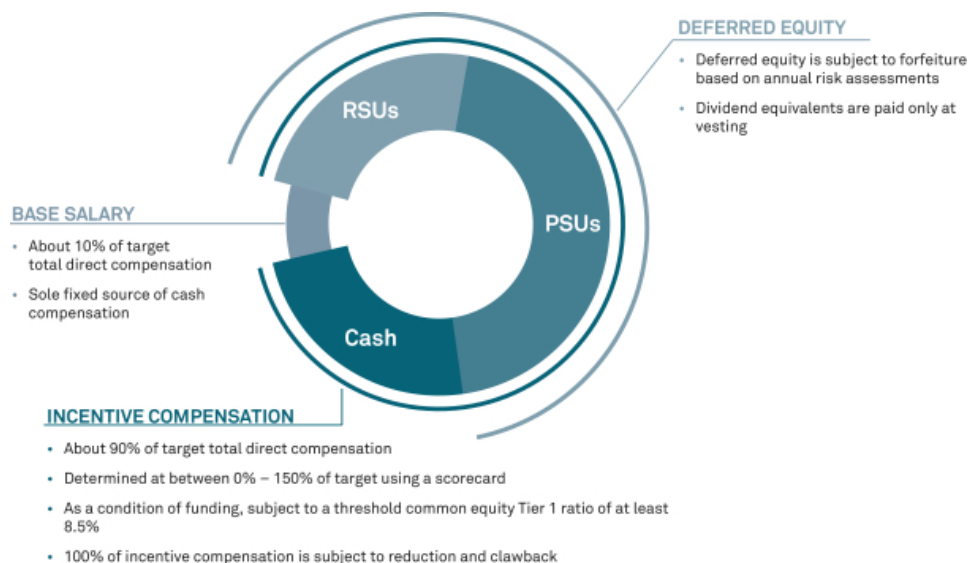 DEFERRED EQUITY
• Deferred equity is subject to forfeiture
based on annual risk assessments
• Dividend equivalents are paid only at
vesting
RSUs
PSUs
Cash
BASE SALARY
• About 10% of target
total direct compensation
• Sole fixed source of cash
compensation
INCENTIVE COMPENSATION
• About 90% of target total direct compensation
• Determined at between 0% – 150% of target using a scorecard
• As a condition of funding, subject to a threshold common equity Tier 1 ratio of at least
8.5%
• 100% of incentive compensation is subject to reduction and clawback